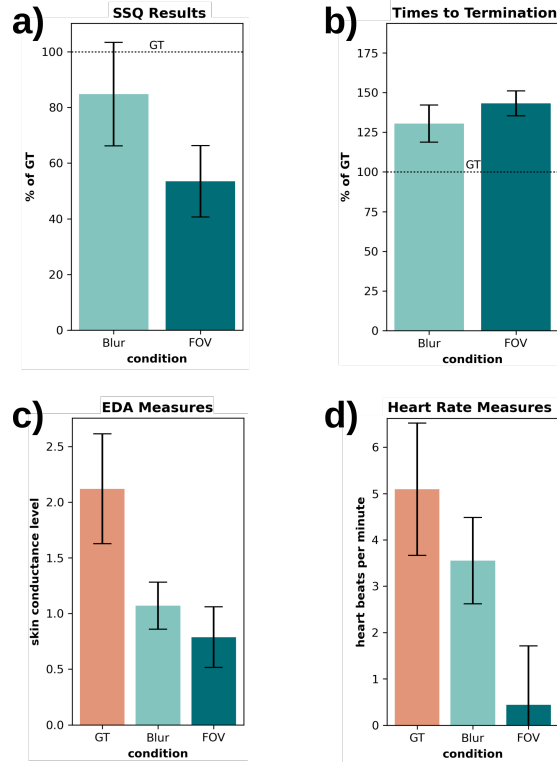 a)
SSQ Results
100
80
60
40
20
0
% of GT
GT
Blur
FOV
condition
b)
Times to Termination
175
150
125
100
75
50
25
0
% of GT
GT
Blur
FOV
condition
c)
EDA Measures
2.5
2.0
1.5
1.0
0.5
0.0
skin conductance level
GT
Blur
FOV
condition
d)
Heart Rate Measures
6
5
4
3
2
1
0
heart beats per minute
GT
Blur
FOV
condition